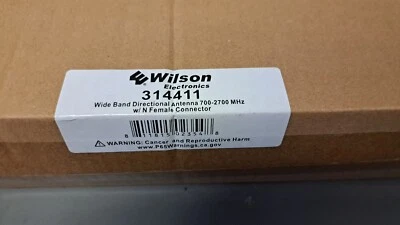 Wilson
Electronics
314411
Wide Band Directional Antenna 700-2700 MHz
w/ N Female Connector
⚠ WARNING: Cancer and Reproductive Harm
www.P65Warnings.ca.gov